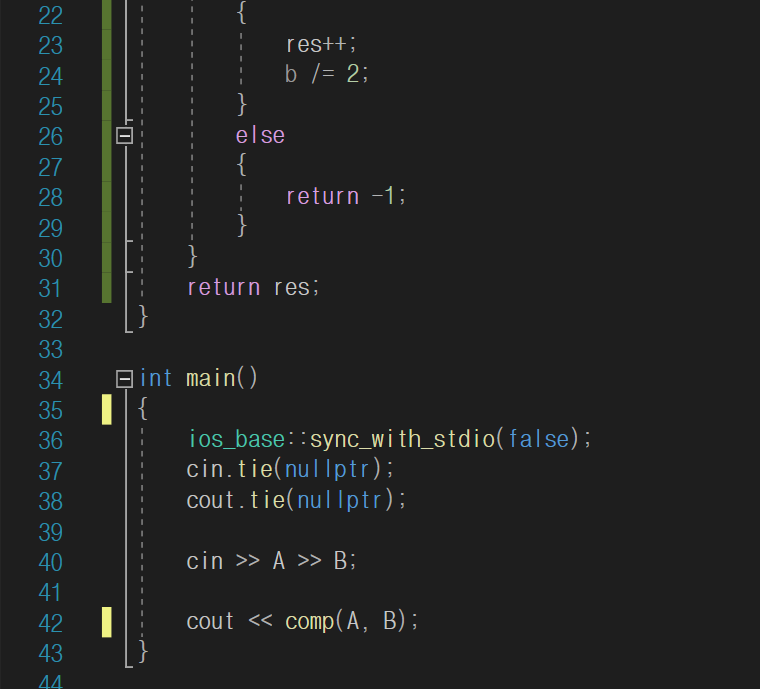 22 {
23 res++;
24 b /= 2;
25 }
26 else
27 {
28 return -1;
29 }
30 }
31 return res;
32 }
33
34 int main()
35 {
36 ios_base::sync_with_stdio(false);
37 cin.tie(nullptr);
38 cout.tie(nullptr);
39
40 cin >> A >> B;
41
42 cout << comp(A, B);
43 }
44